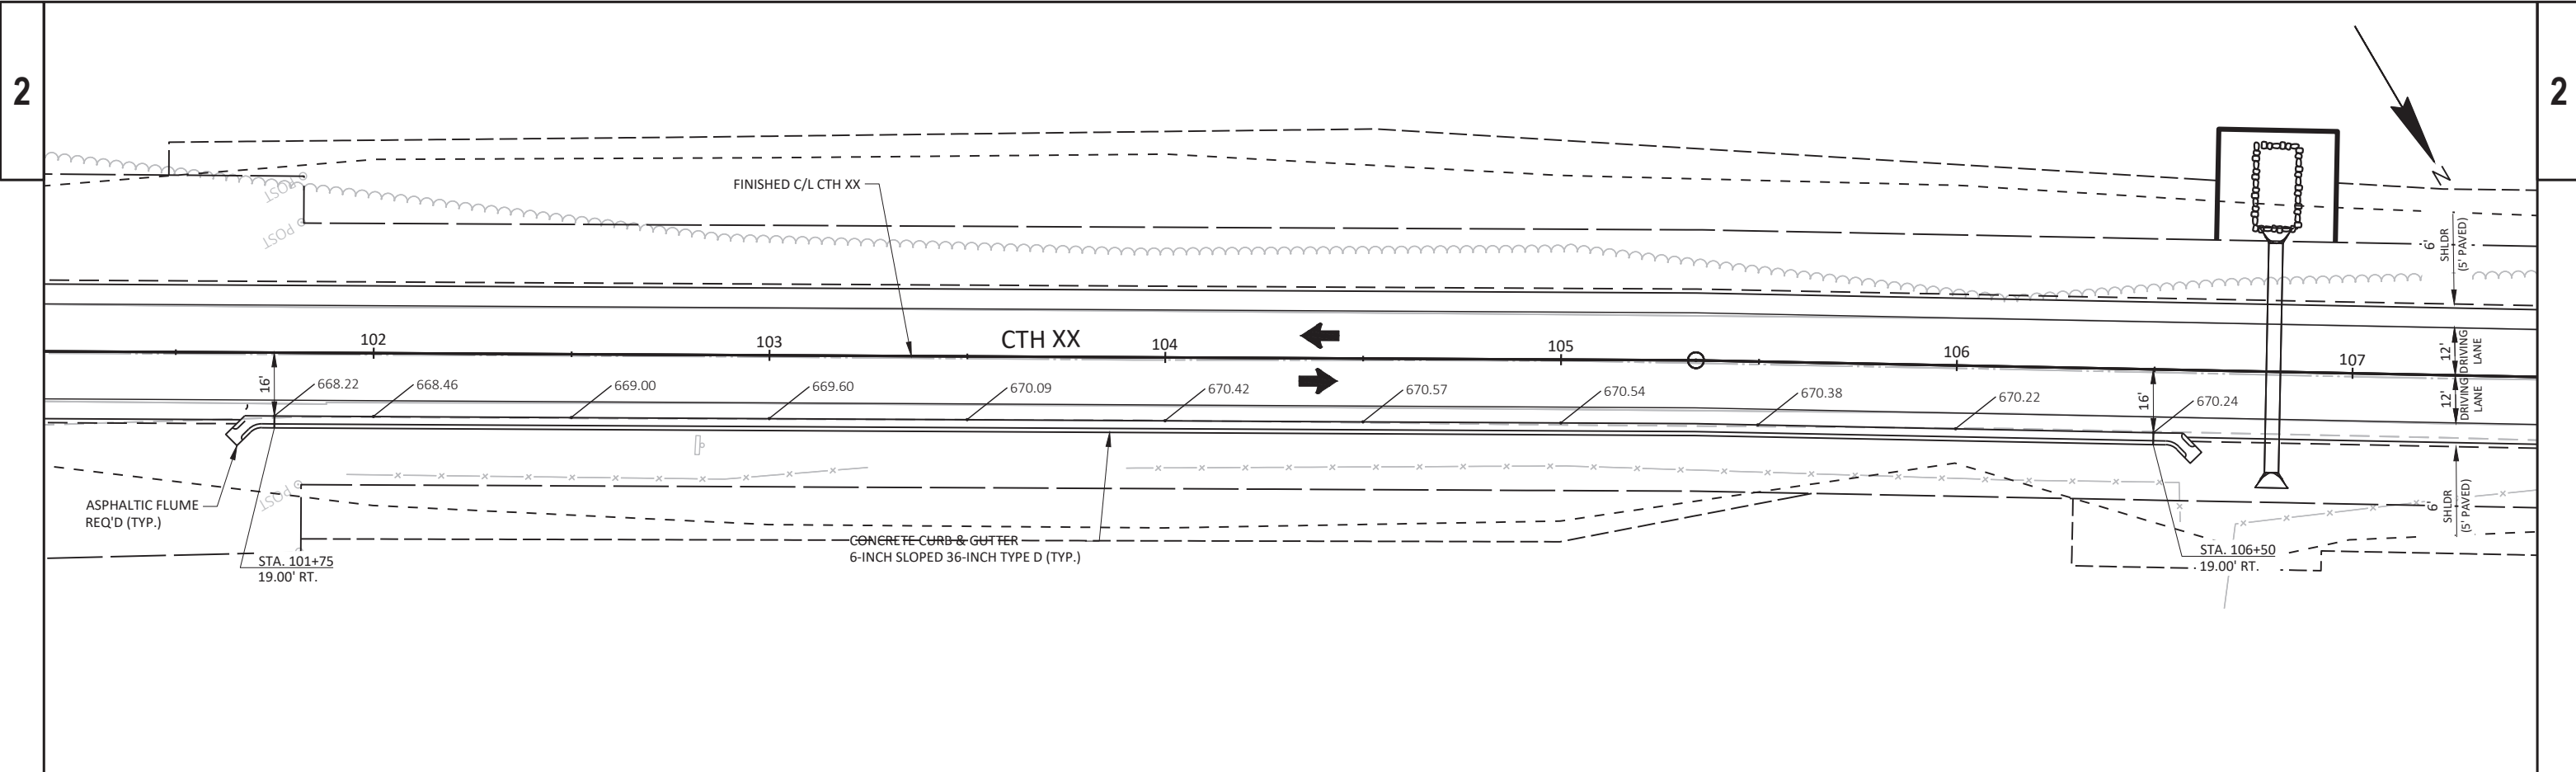 2
2
N
POST
POST
FINISHED C/L CTH XX
6'
SHLDR
(5' PAVED)
102
103
CTH XX
104
105
106
107
12'
DRIVING
LANE
12'
DRIVING
LANE
16'
668.22
668.46
669.00
669.60
670.09
670.42
670.57
670.54
670.38
670.22
16'
670.24
P
6'
SHLDR
(5' PAVED)
POST
ASPHALTIC FLUME
REQ'D (TYP.)
CONCRETE CURB & GUTTER
6-INCH SLOPED 36-INCH TYPE D (TYP.)
STA. 101+75
19.00' RT.
STA. 106+50
19.00' RT.